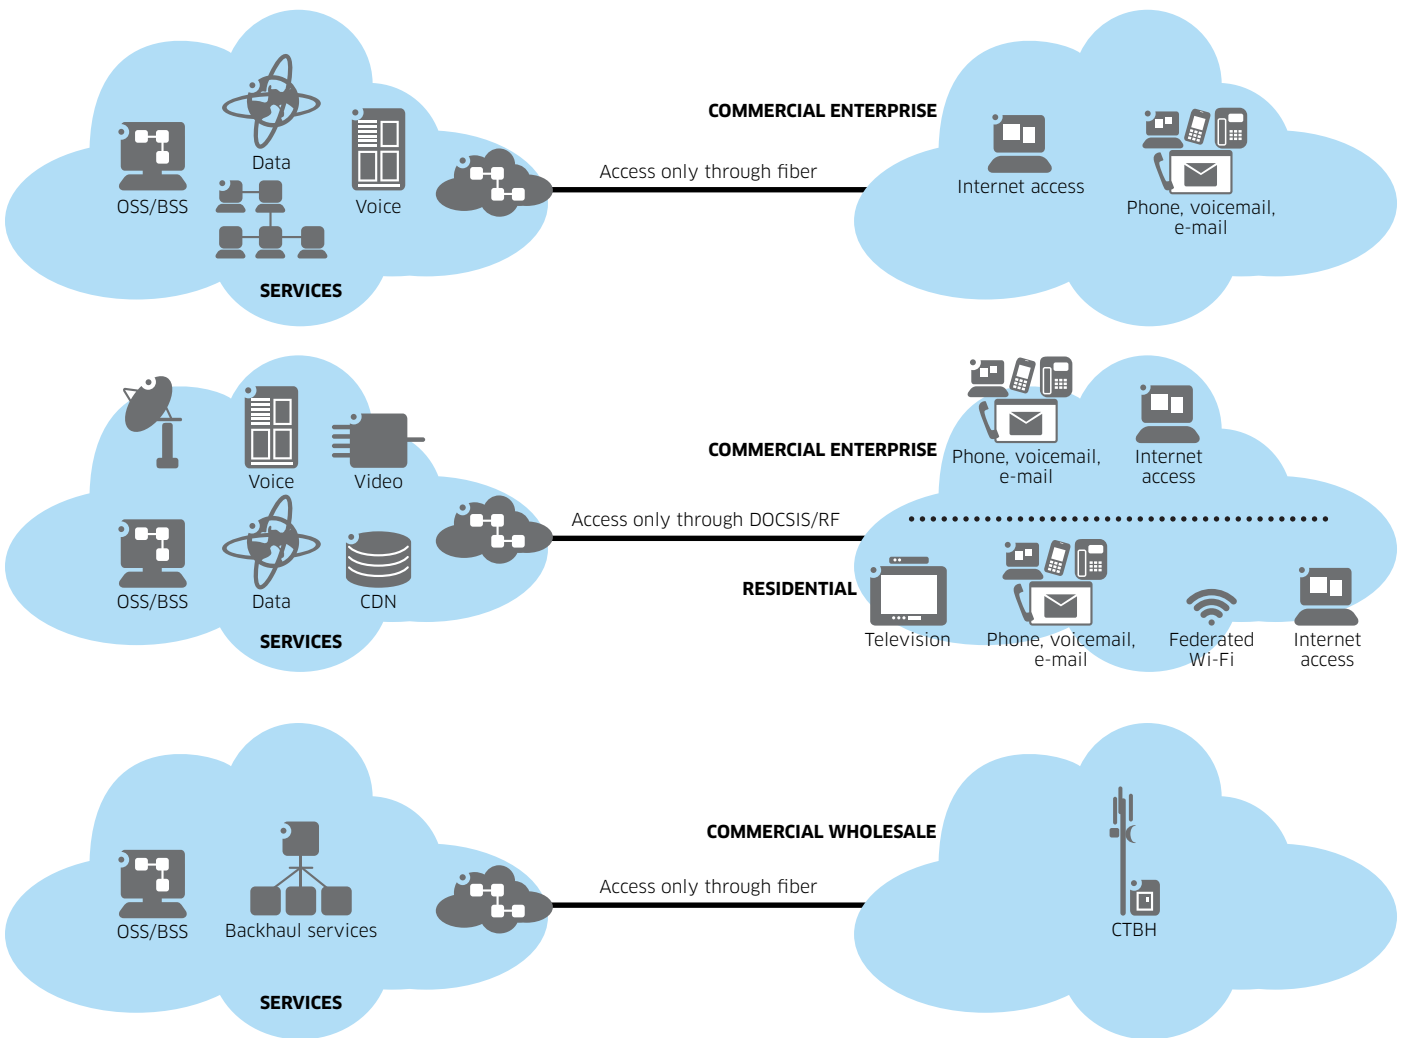 COMMERCIAL ENTERPRISE
Data
Access only through fiber
OSS/BSS
Voice
Internet access
Phone, voicemail,
e-mail
SERVICES
COMMERCIAL ENTERPRISE
Voice
Video
Phone, voicemail,
e-mail
Internet
access
Access only through DOCSIS/RF
RESIDENTIAL
OSS/BSS
Data
CDN
SERVICES
Television
Phone, voicemail,
e-mail
Federated
Wi-Fi
Internet
access
COMMERCIAL WHOLESALE
Access only through fiber
OSS/BSS
Backhaul services
CTBH
SERVICES